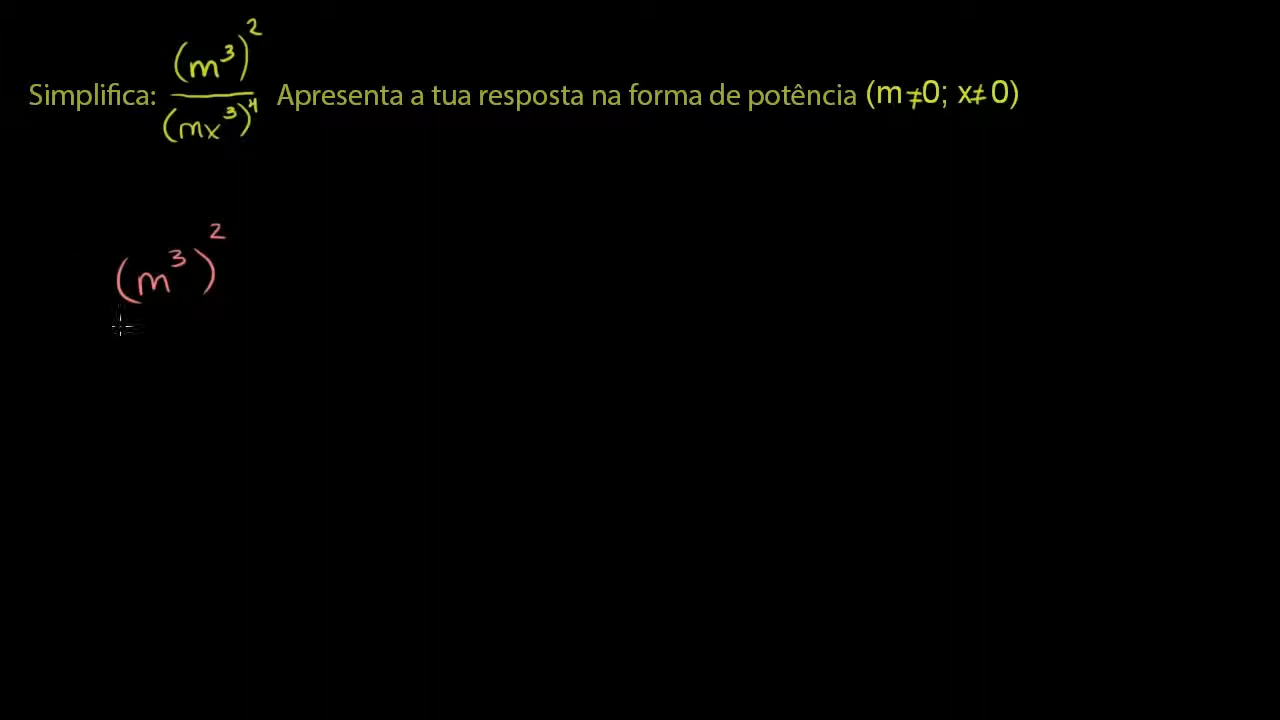 Simplifica: (m³)² / (mx³)⁴ Apresenta a tua resposta na forma de potência (m≠0; x≠0)
(m³)²